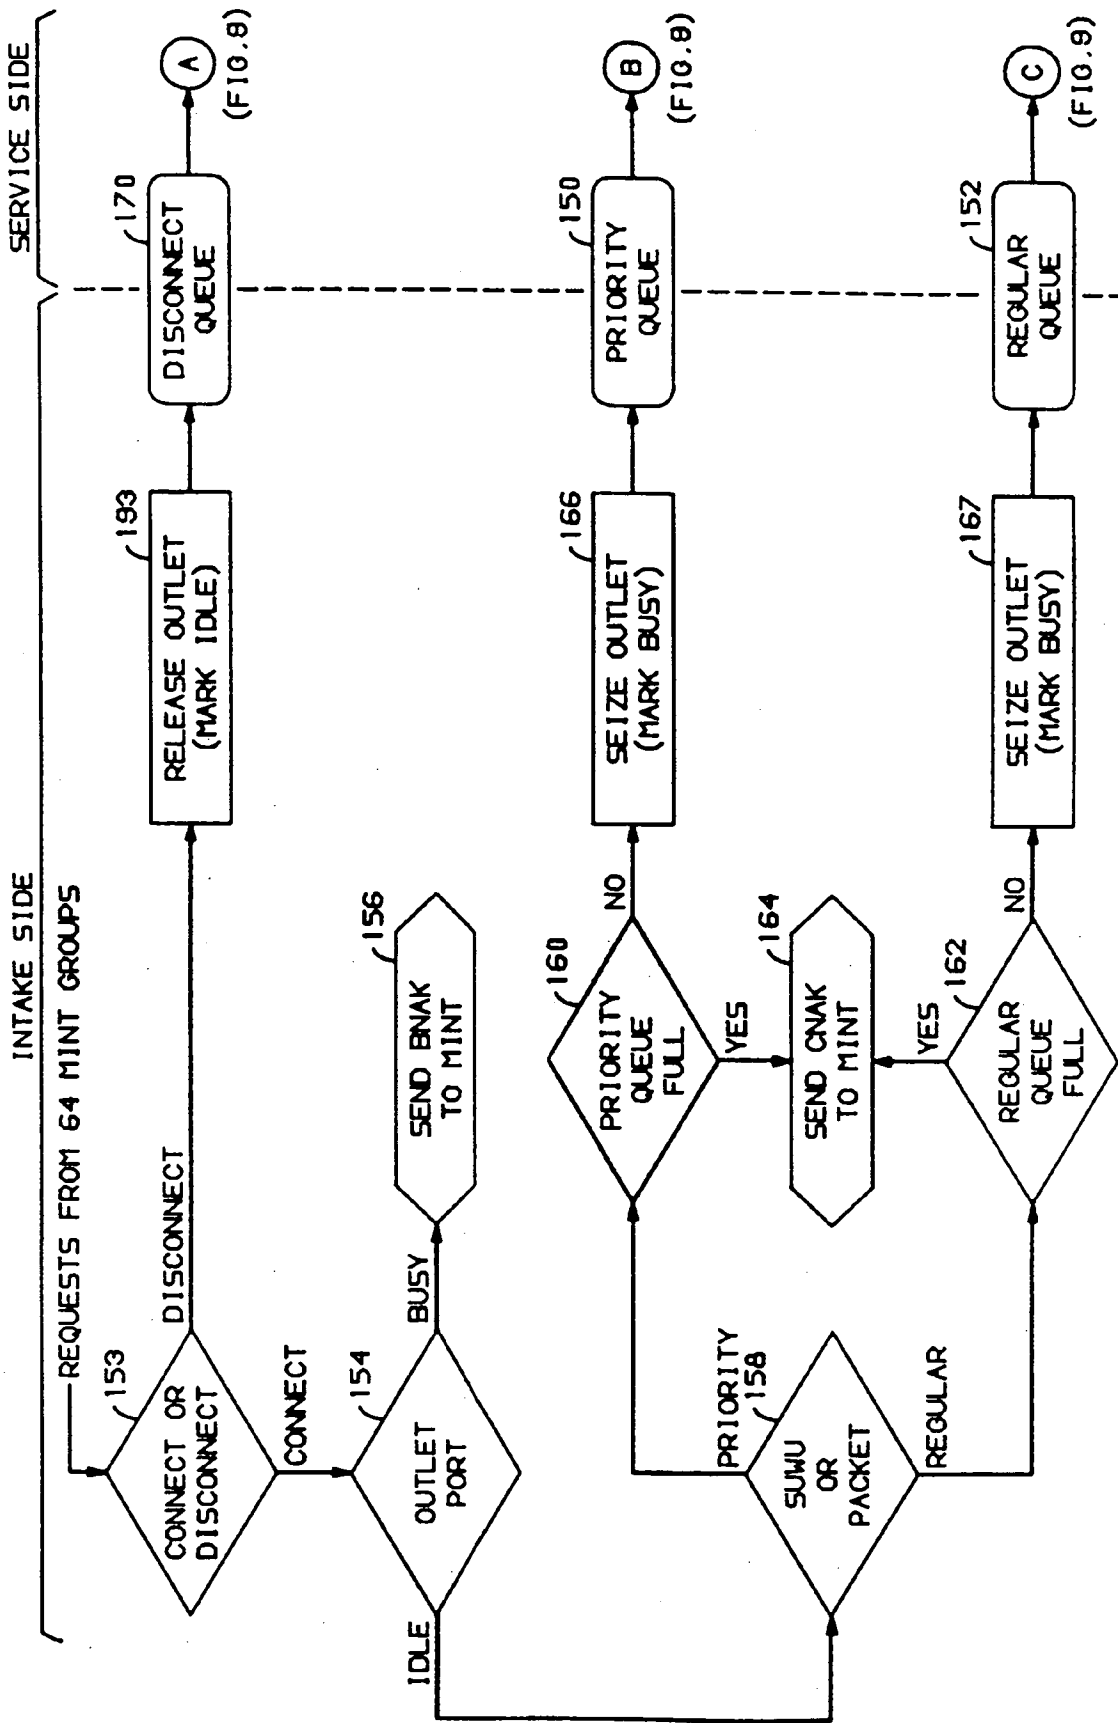 INTAKE SIDE
SERVICE SIDE
REQUESTS FROM 64 MINT GROUPS
153
CONNECT OR
DISCONNECT
DISCONNECT
193
RELEASE OUTLET
(MARK IDLE)
170
DISCONNECT
QUEUE
A
(FIG.9)
CONNECT
154
OUTLET
PORT
BUSY
156
SEND BNAK
TO MINT
IDLE
PRIORITY
158
SUWU
OR
PACKET
REGULAR
160
PRIORITY
QUEUE
FULL
NO
YES
166
SEIZE OUTLET
(MARK BUSY)
150
PRIORITY
QUEUE
B
(FIG.9)
164
SEND CNAK
TO MINT
YES
162
REGULAR
QUEUE
FULL
NO
167
SEIZE OUTLET
(MARK BUSY)
152
REGULAR
QUEUE
C
(FIG.9)